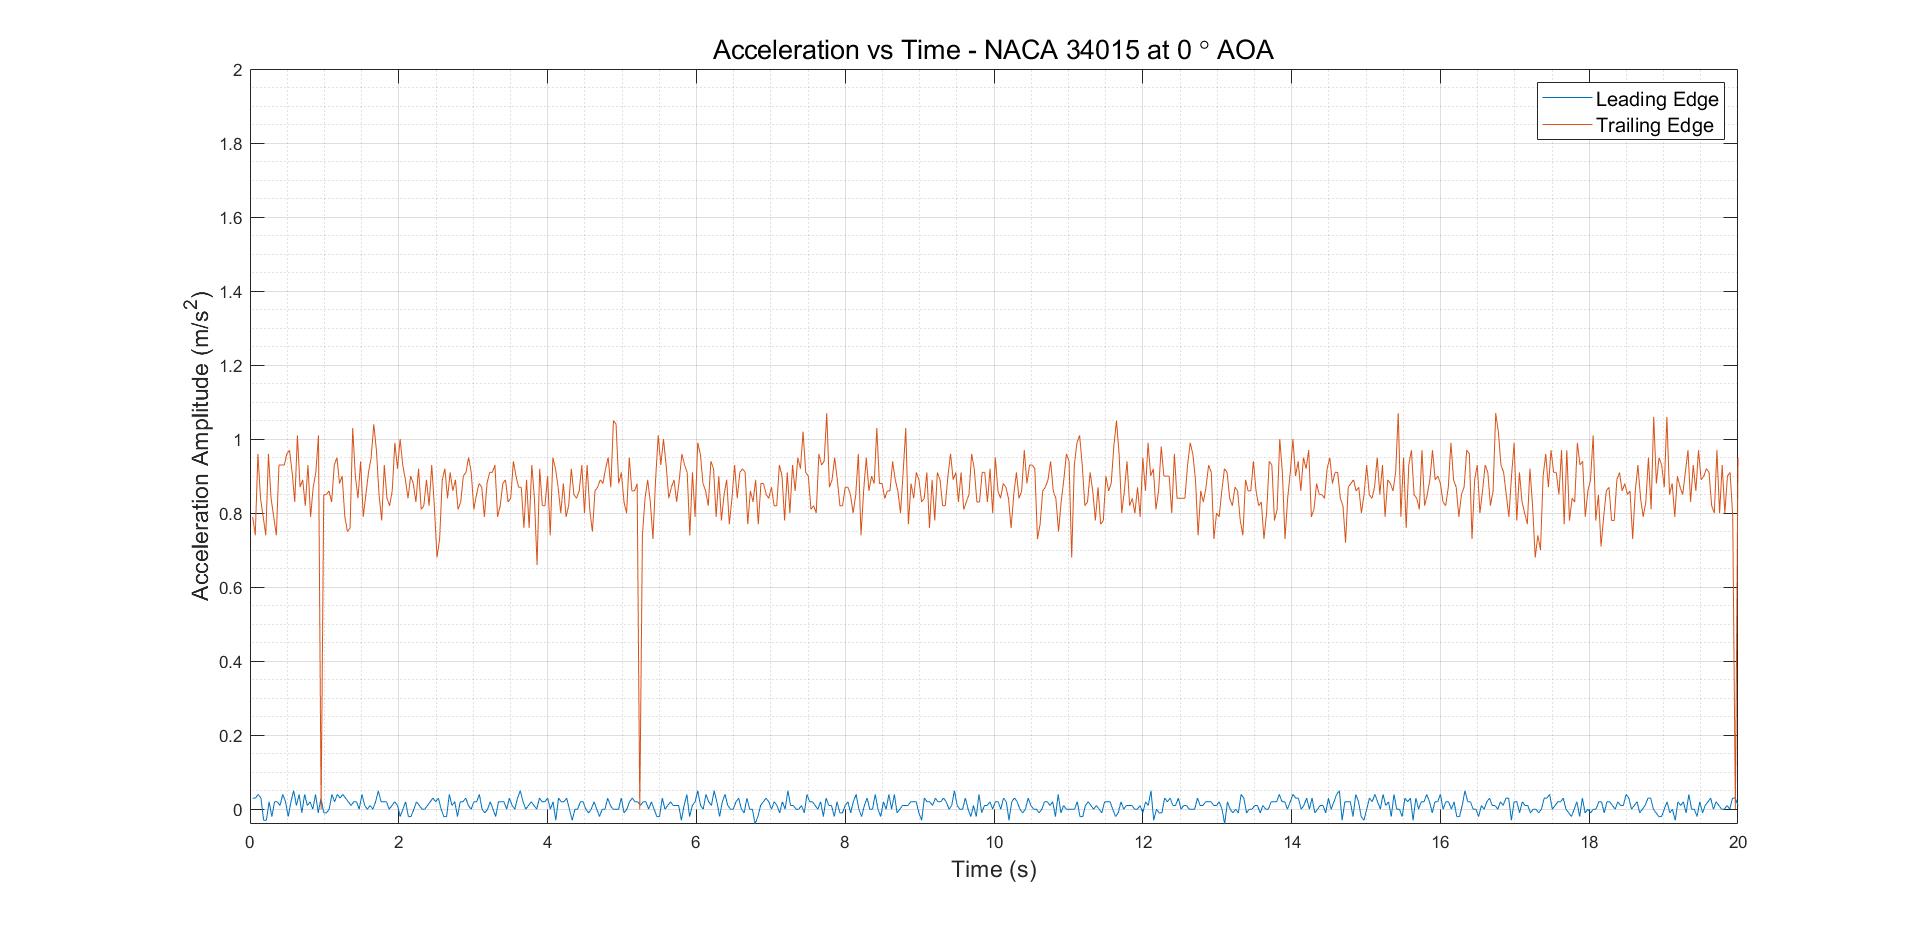 Acceleration vs Time - NACA 34015 at 0 ° AOA
Leading Edge
Trailing Edge
Acceleration Amplitude (m/s²)
2
1.8
1.6
1.4
1.2
1
0.8
0.6
0.4
0.2
0
0 2 4 6 8 10 12 14 16 18 20
Time (s)